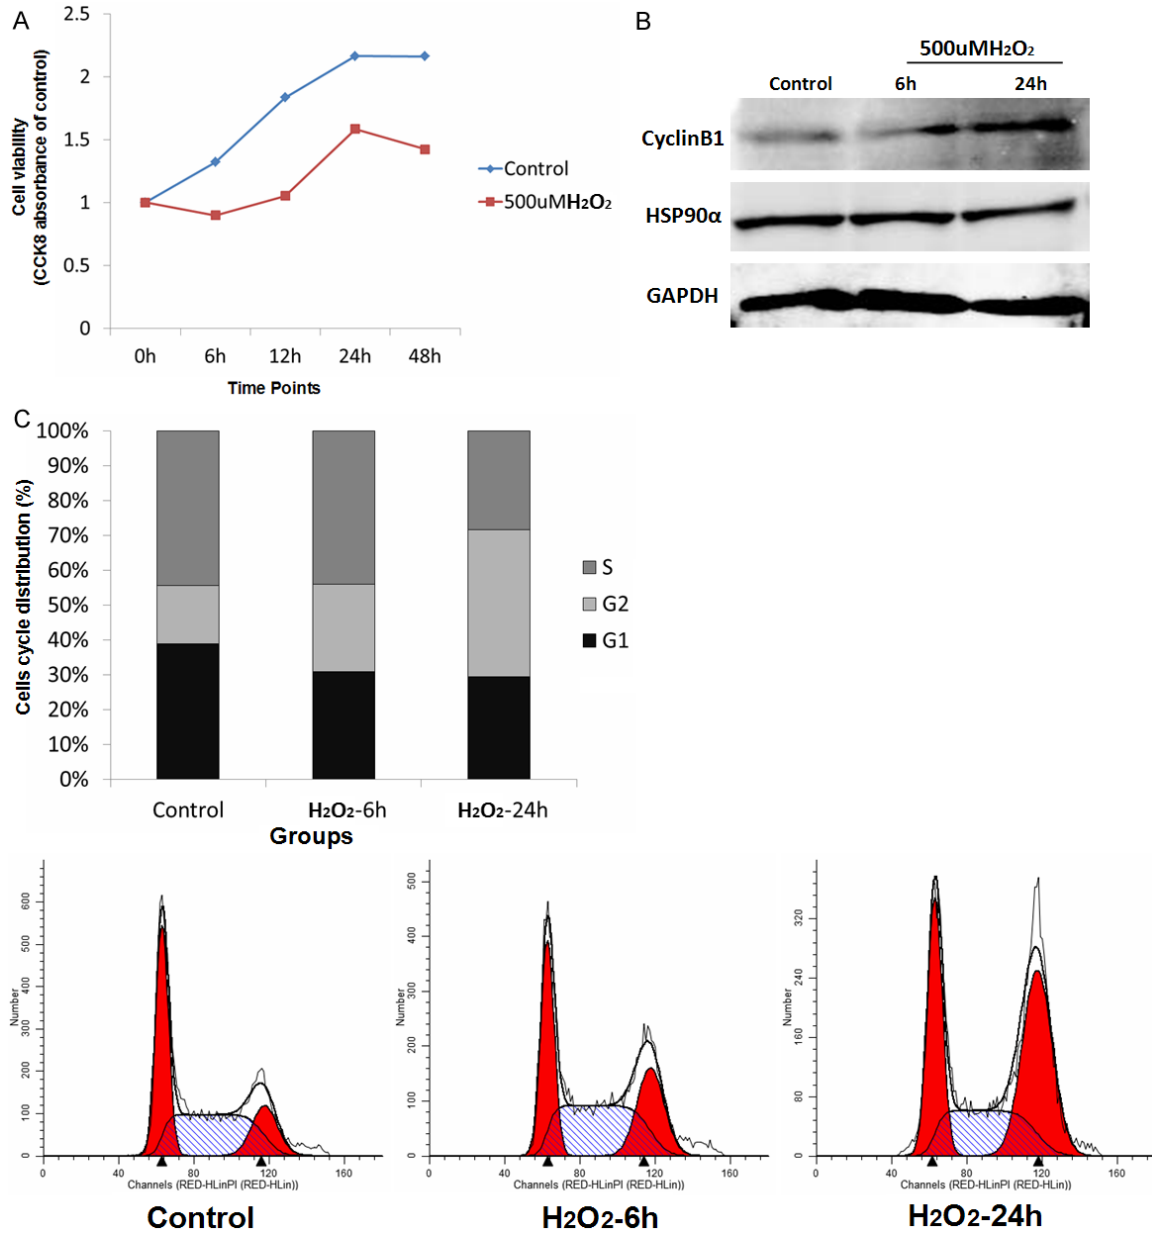 A
2.5
2
1.5
1
0.5
0
Cell viability
(CCK8 absorbance of control)
Control
500uMH₂O₂
0h 6h 12h 24h 48h
Time Points
B
500uMH₂O₂
Control 6h 24h
CyclinB1
HSP90α
GAPDH
C
100%
90%
80%
70%
60%
50%
40%
30%
20%
10%
0%
Cells cycle distribution (%)
S
G2
G1
Control H₂O₂-6h H₂O₂-24h
Groups
600
500
400
300
200
100
0
Number
0 40 80 120 160
Channels (RED-HLinPI (RED-HLin))
Control
500
400
300
200
100
0
Number
0 40 80 120 160
Channels (RED-HLinPI (RED-HLin))
H₂O₂-6h
320
240
160
80
0
Number
0 40 80 120 160
Channels (RED-HLinPI (RED-HLin))
H₂O₂-24h